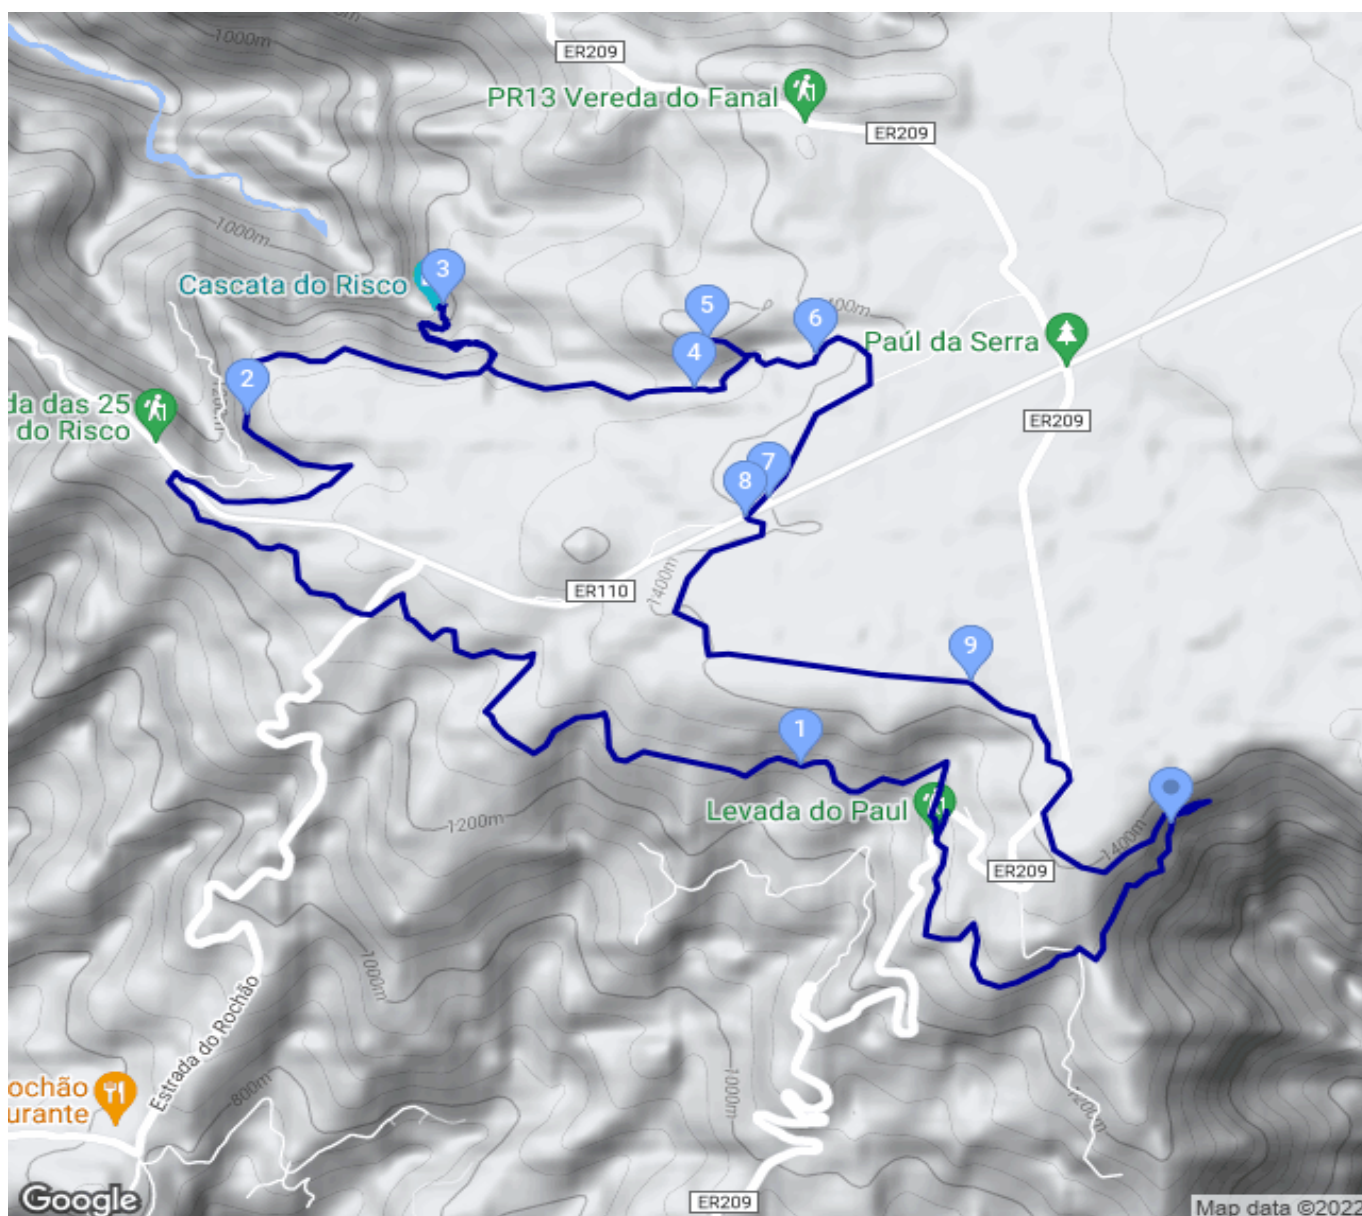 1000m
ER209
PR13 Vereda do Fanal
ER209
1000m
Cascata do Risco
3
5
6
400m
Paúl da Serra
4
2
da das 25
do Risco
1200m
ER209
7
8
1400m
ER110
9
1
Levada do Paul
1200m
1400m
ER209
1000m
Estrada do Rochão
ochão
urante
800m
1000m
1200m
Google
ER209
Map data ©2022